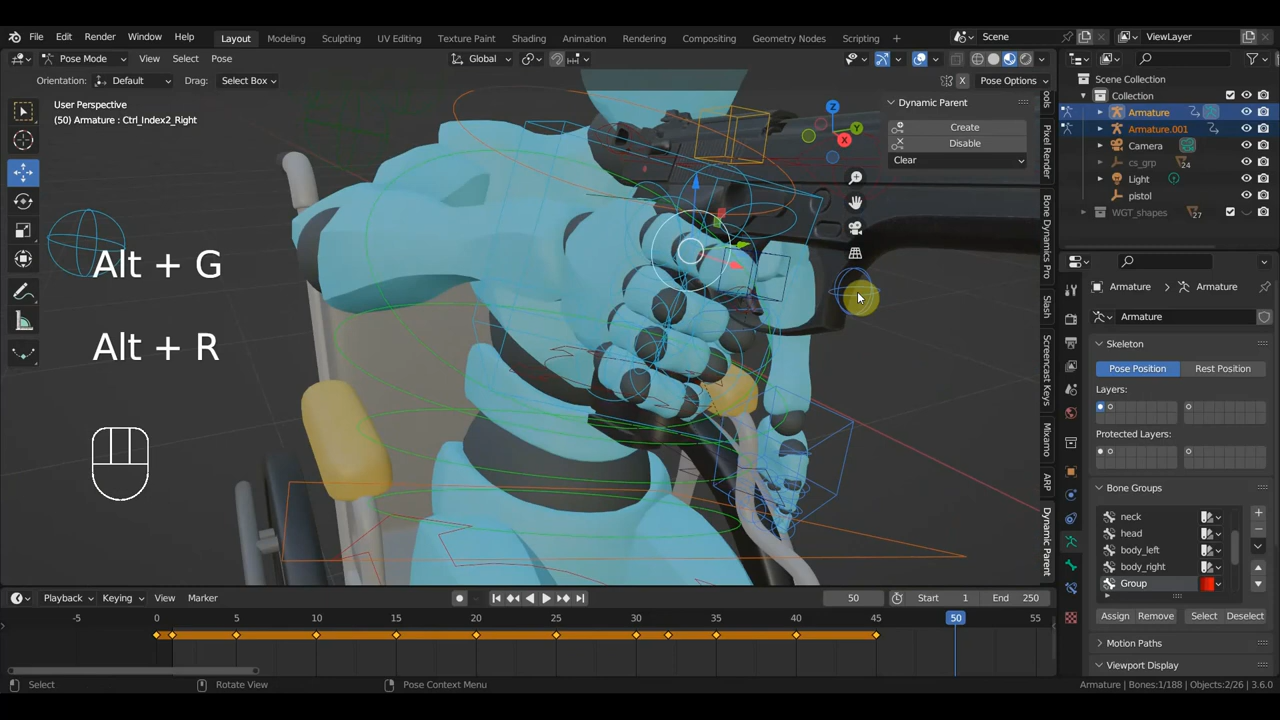 File Edit Render Window Help
Layout Modeling Sculpting UV Editing Texture Paint Shading Animation Rendering Compositing Geometry Nodes Scripting +
Scene
ViewLayer
Pose Mode View Select Pose
Global
Orientation: Default Drag: Select Box
X Pose Options
User Perspective
(50) Armature : Ctrl_Index2_Right
Z
Y
X
Dynamic Parent
Create
Disable
Clear
Pixel Render
Bone Dynamics Pro
Slash
Screencast Keys
Mixamo
ARP
Dynamic Parent
Alt + G
Alt + R
Scene Collection
Collection
Armature
Armature.001
Camera
cs_grp 24
Light
pistol
WGT_shapes 27
Armature > Armature
Armature
Skeleton
Pose Position Rest Position
Layers:
Protected Layers:
Bone Groups
neck
head
body_left
body_right
Group
Assign Remove Select Deselect
Motion Paths
Viewport Display
Playback Keying View Marker
50 Start 1 End 250
-5 0 5 10 15 20 25 30 35 40 45 50 55
Select Rotate View Pose Context Menu
Armature | Bones:1/188 | Objects:2/26 | 3.6.0